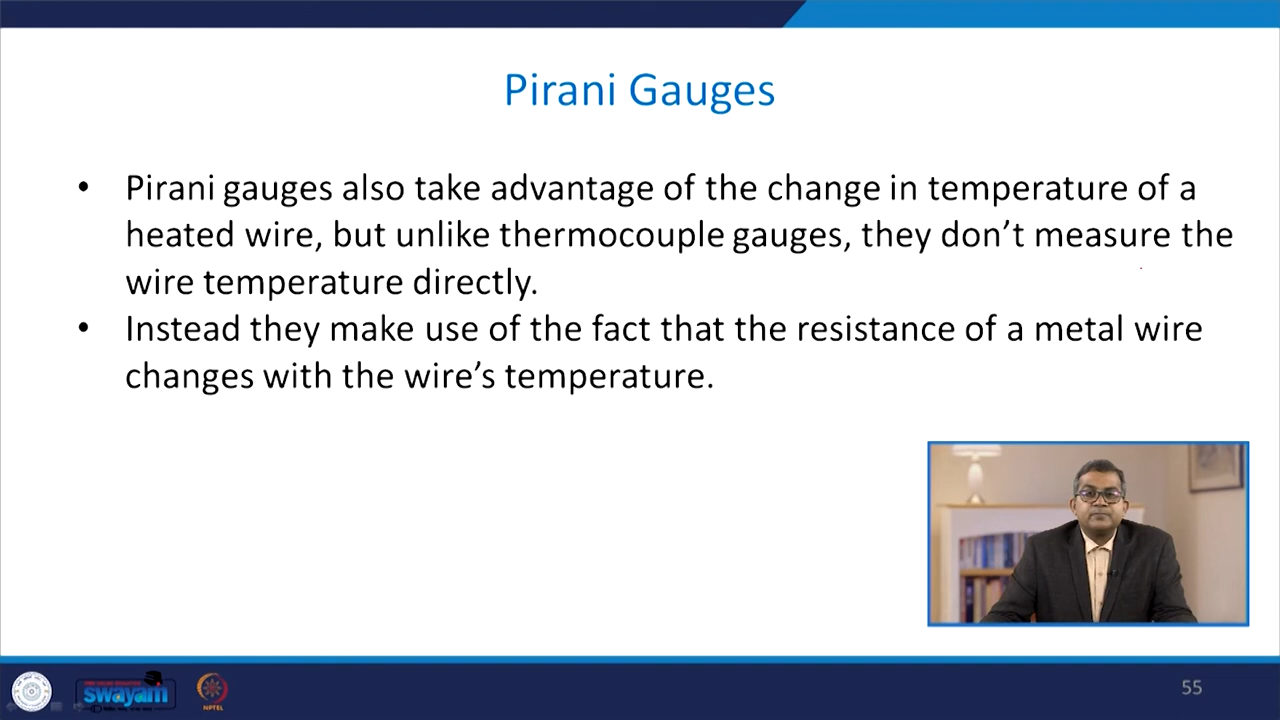 Pirani Gauges
• Pirani gauges also take advantage of the change in temperature of a
heated wire, but unlike thermocouple gauges, they don’t measure the
wire temperature directly.
• Instead they make use of the fact that the resistance of a metal wire
changes with the wire’s temperature.
swayam
NPTEL
55